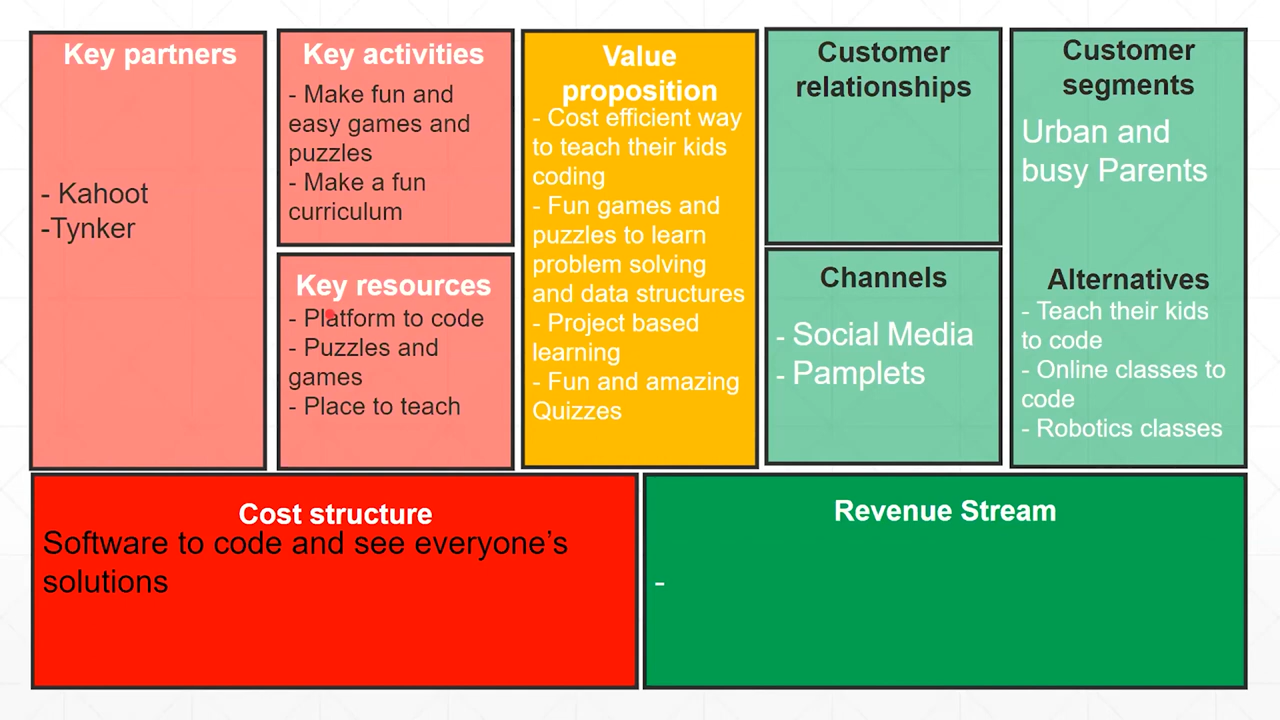 Key partners
- Kahoot
-Tynker
Key activities
- Make fun and
easy games and
puzzles
- Make a fun
curriculum
Key resources
- Platform to code
- Puzzles and
games
- Place to teach
Value
proposition
- Cost efficient way
to teach their kids
coding
- Fun games and
puzzles to learn
problem solving
and data structures
- Project based
learning
- Fun and amazing
Quizzes
Customer
relationships
Channels
- Social Media
- Pamplets
Customer
segments
Urban and
busy Parents
Alternatives
- Teach their kids
to code
- Online classes to
code
- Robotics classes
Cost structure
Software to code and see everyone’s
solutions
Revenue Stream
-